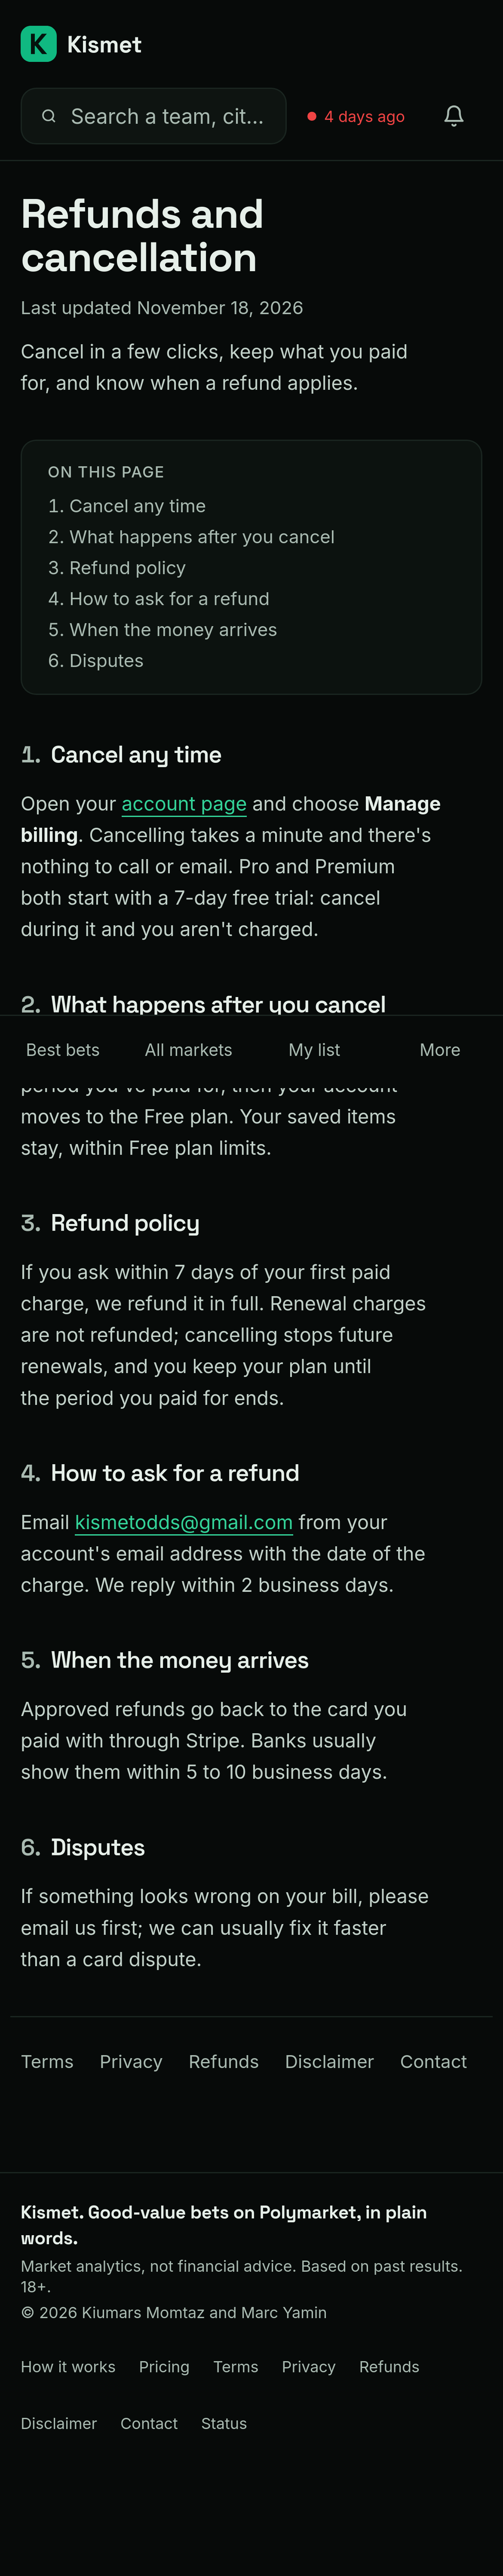 K Kismet
Search a team, cit...
4 days ago
Refunds and
cancellation
Last updated November 18, 2026
Cancel in a few clicks, keep what you paid
for, and know when a refund applies.
ON THIS PAGE
1. Cancel any time
2. What happens after you cancel
3. Refund policy
4. How to ask for a refund
5. When the money arrives
6. Disputes
1. Cancel any time
Open your account page and choose Manage
billing. Cancelling takes a minute and there's
nothing to call or email. Pro and Premium
both start with a 7-day free trial: cancel
during it and you aren't charged.
2. What happens after you cancel
Best bets All markets My list More
period you've paid for, then your account
moves to the Free plan. Your saved items
stay, within Free plan limits.
3. Refund policy
If you ask within 7 days of your first paid
charge, we refund it in full. Renewal charges
are not refunded; cancelling stops future
renewals, and you keep your plan until
the period you paid for ends.
4. How to ask for a refund
Email kismetodds@gmail.com from your
account's email address with the date of the
charge. We reply within 2 business days.
5. When the money arrives
Approved refunds go back to the card you
paid with through Stripe. Banks usually
show them within 5 to 10 business days.
6. Disputes
If something looks wrong on your bill, please
email us first; we can usually fix it faster
than a card dispute.
Terms Privacy Refunds Disclaimer Contact
Kismet. Good-value bets on Polymarket, in plain
words.
Market analytics, not financial advice. Based on past results.
18+.
© 2026 Kiumars Momtaz and Marc Yamin
How it works Pricing Terms Privacy Refunds
Disclaimer Contact Status